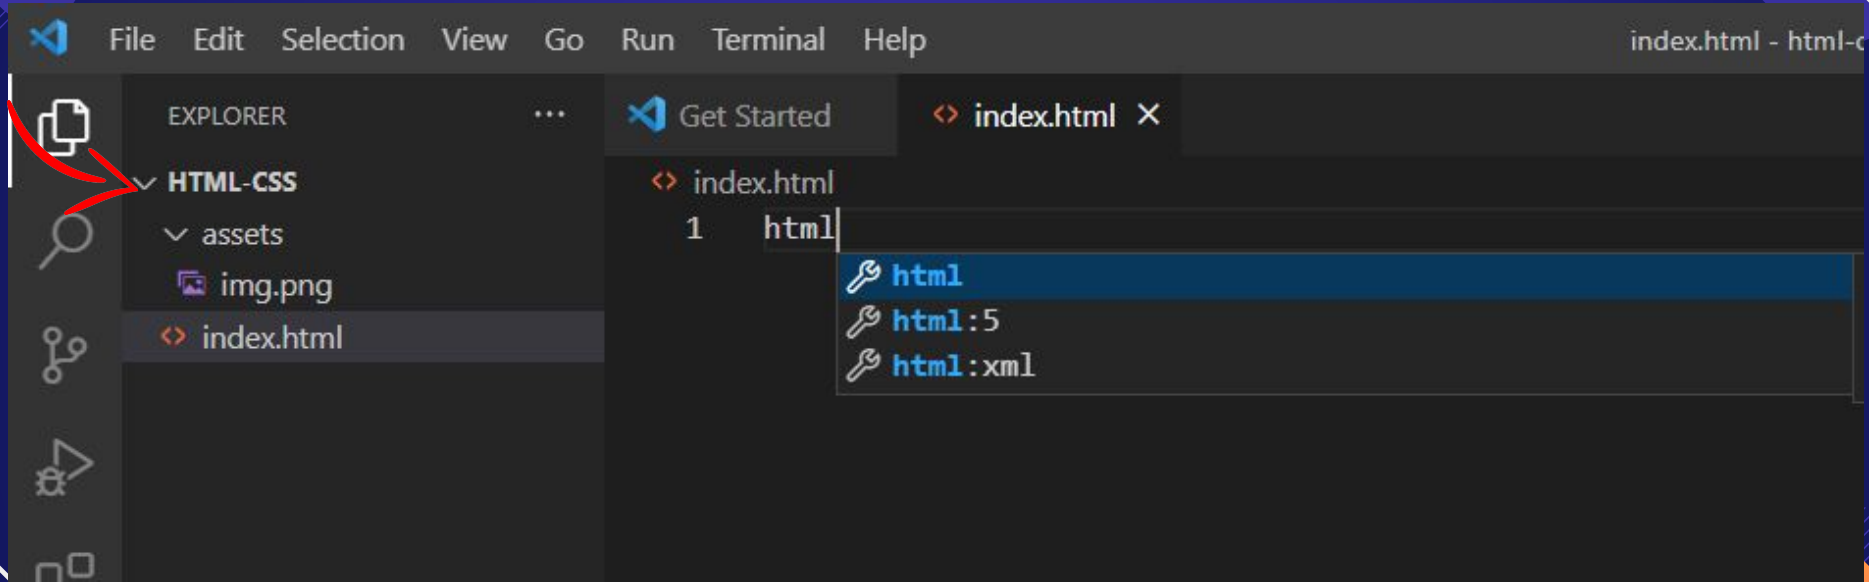 File Edit Selection View Go Run Terminal Help
index.html - html-c
EXPLORER
HTML-CSS
assets
img.png
index.html
Get Started
index.html
index.html
1 html
html
html:5
html:xml